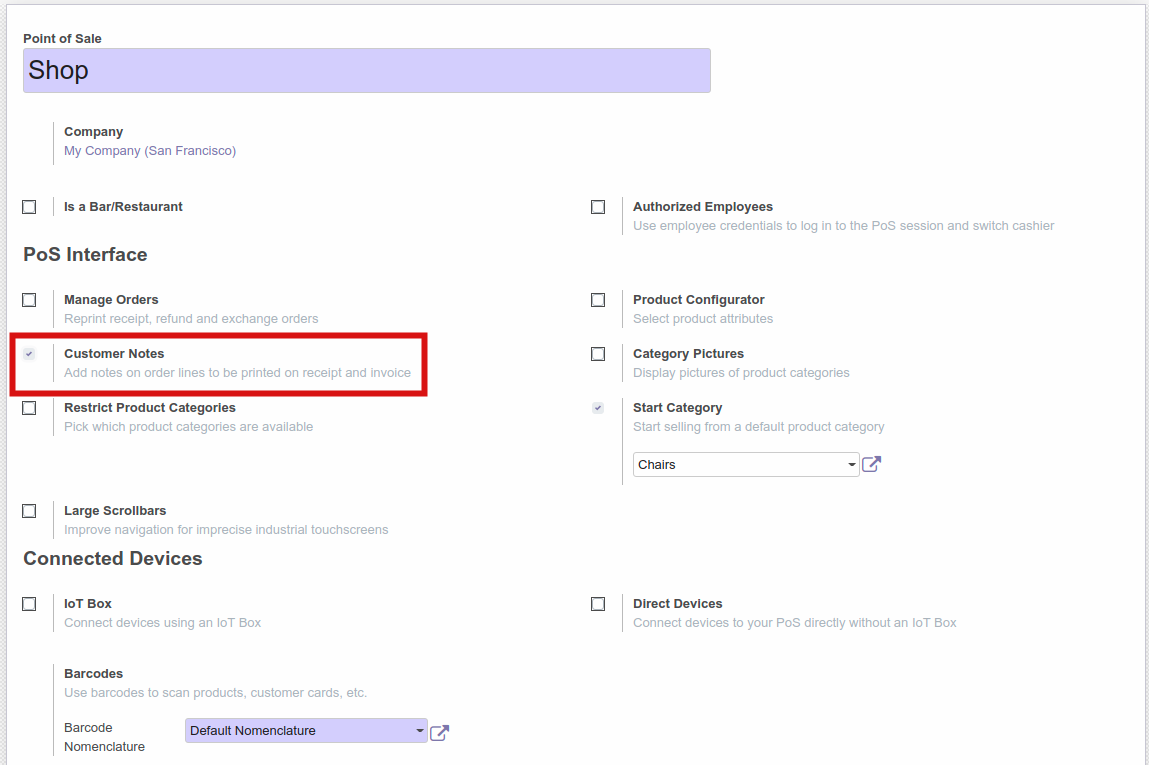 Point of Sale
Shop
Company
My Company (San Francisco)
Is a Bar/Restaurant
Authorized Employees
Use employee credentials to log in to the PoS session and switch cashier
PoS Interface
Manage Orders
Reprint receipt, refund and exchange orders
Product Configurator
Select product attributes
Customer Notes
Add notes on order lines to be printed on receipt and invoice
Category Pictures
Display pictures of product categories
Restrict Product Categories
Pick which product categories are available
Start Category
Start selling from a default product category
Chairs
Large Scrollbars
Improve navigation for imprecise industrial touchscreens
Connected Devices
IoT Box
Connect devices using an IoT Box
Direct Devices
Connect devices to your PoS directly without an IoT Box
Barcodes
Use barcodes to scan products, customer cards, etc.
Barcode
Nomenclature
Default Nomenclature